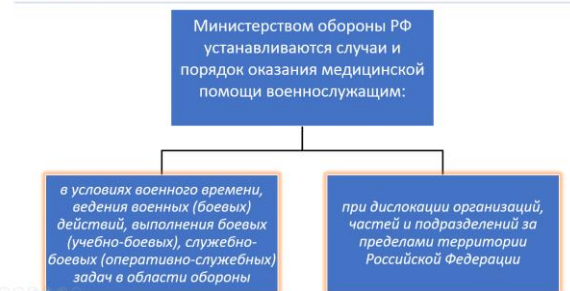 Министерством обороны РФ
устанавливаются случаи и
порядок оказания медицинской
помощи военнослужащим:
в условиях военного времени,
ведения военных (боевых)
действий, выполнения боевых
(учебно-боевых), служебно-
боевых (оперативно-служебных)
задач в области обороны
при дислокации организаций,
частей и подразделений за
пределами территории
Российской Федерации